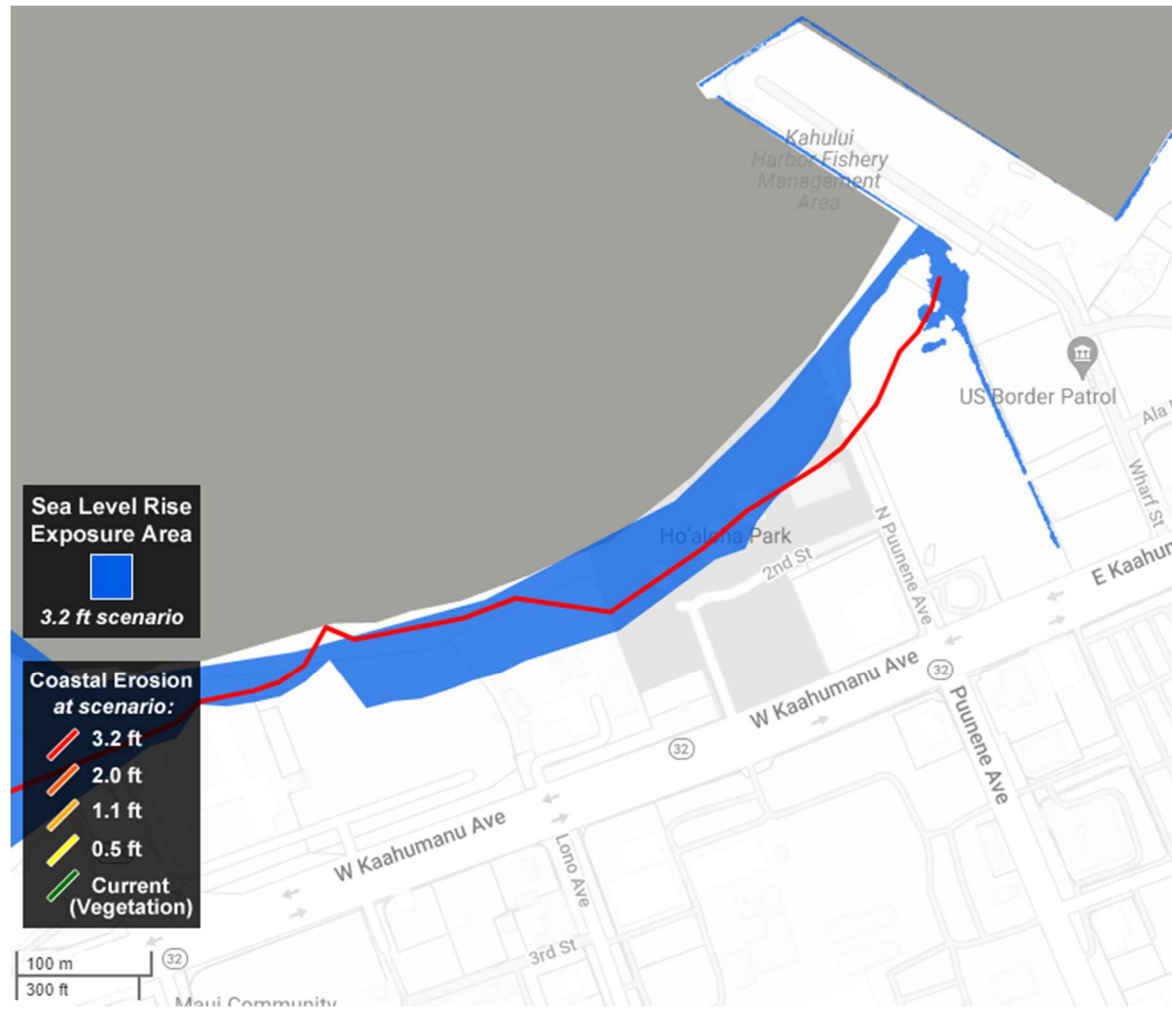 Kahului
Harbor Fishery
Management
Area
US Border Patrol
Wharf St
Sea Level Rise
Exposure Area
3.2 ft scenario
Ho'aloha Park
2nd St
N Puunene Ave
E Kaahum
Coastal Erosion
at scenario:
3.2 ft
2.0 ft
1.1 ft
0.5 ft
Current
(Vegetation)
W Kaahumanu Ave
32
32
Puunene Ave
W Kaahumanu Ave
Lono Ave
3rd St
32
100 m
300 ft
Maui Community